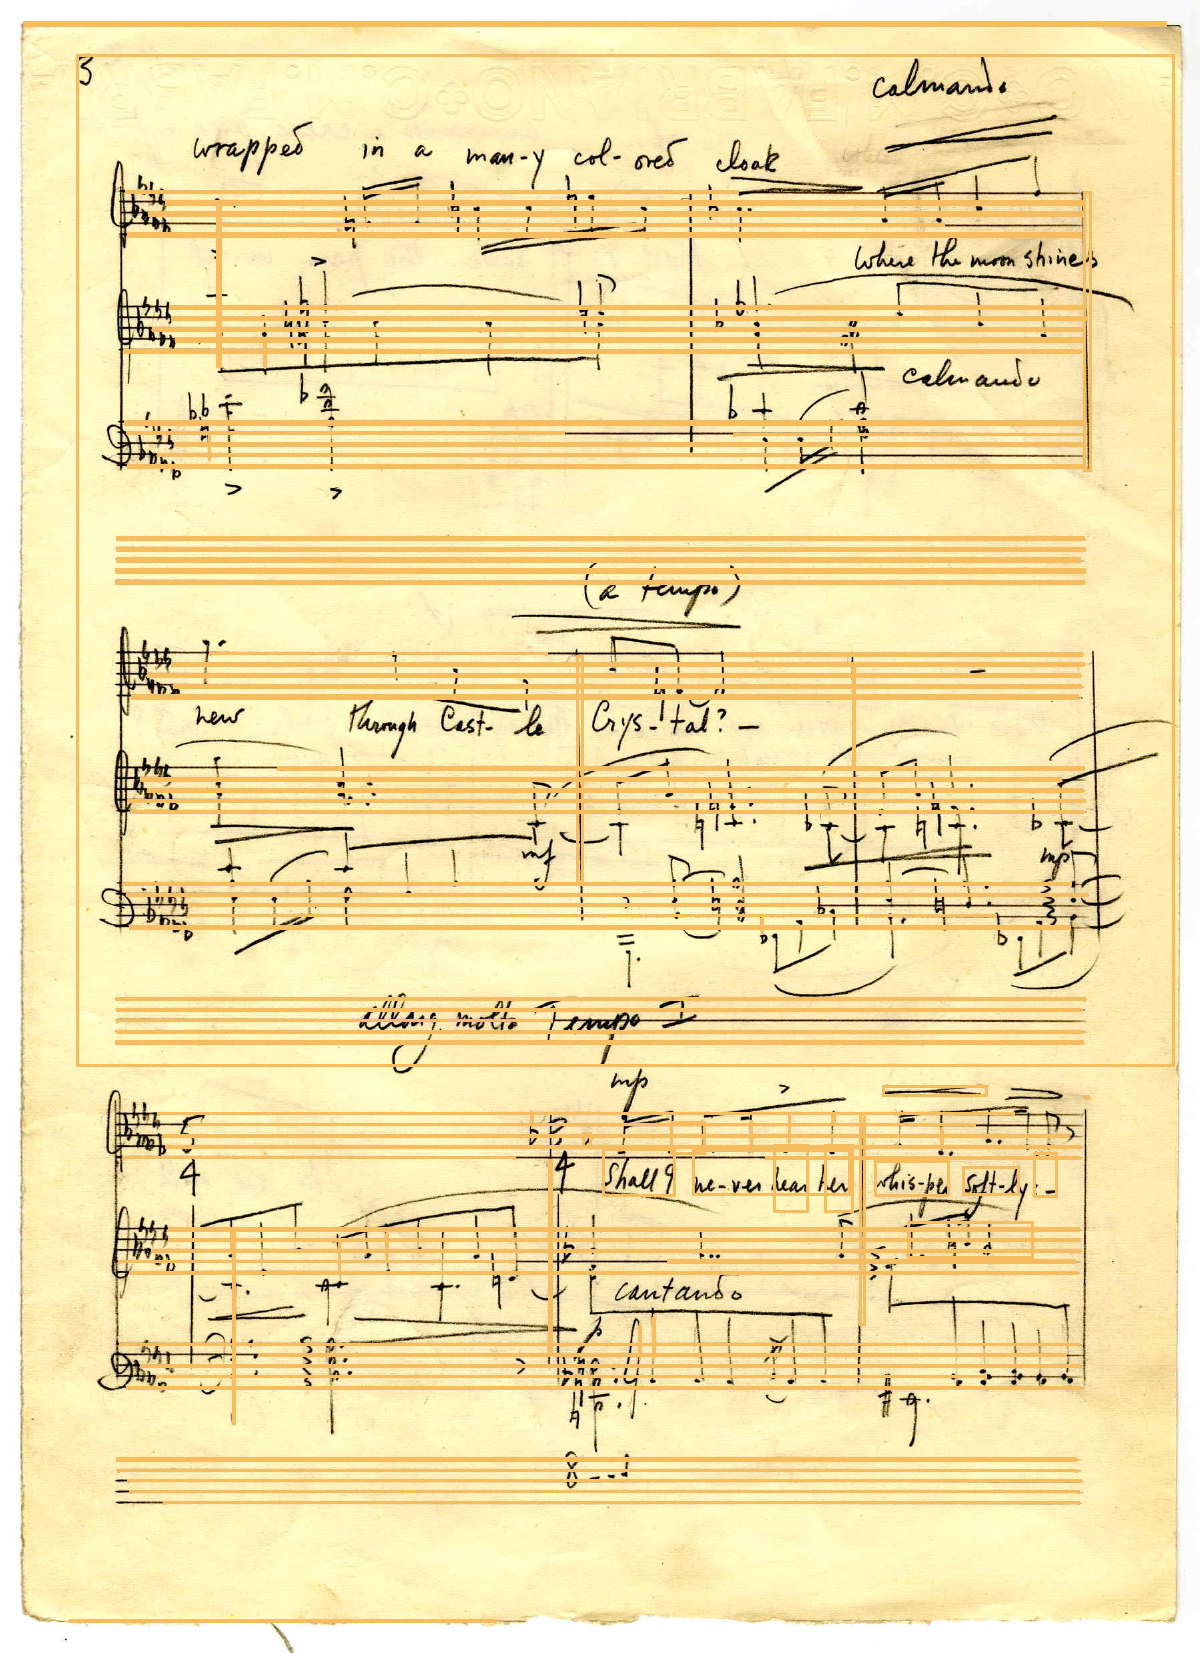 3
calmando
wrapped in a man-y col-ored cloak
where the moon shines
calmando
(a tempo)
new through Cast-le Crys-tal? –
mf
mp
allarg. molto Tempo I
mp
5 5
4 4
Shall I ne-ver hear her whis-per soft-ly –
cantando
p
8